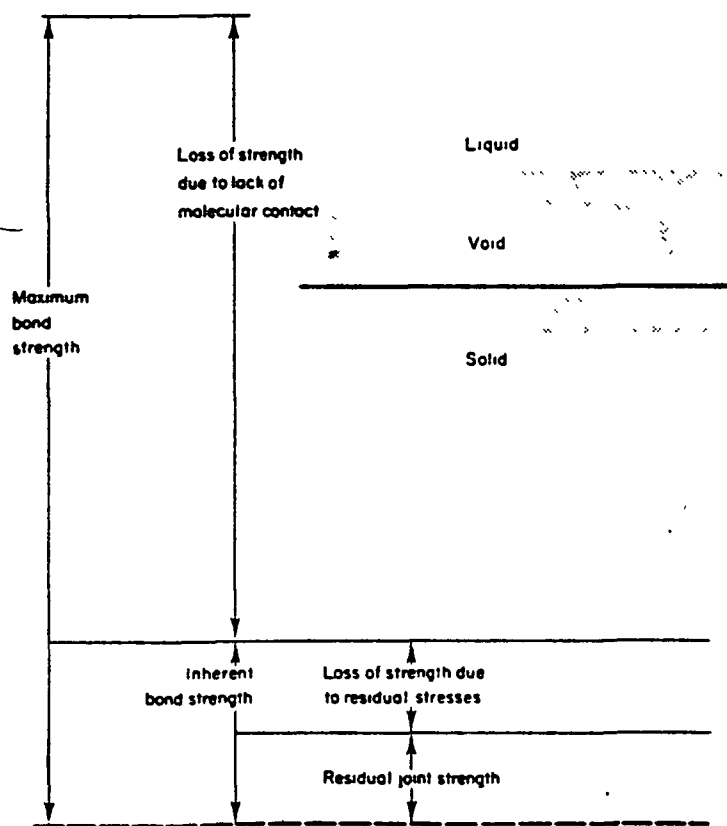 Loss of strength
due to lack of
molecular contact
Liquid
Void
Maximum
bond
strength
Solid
Inherent
bond strength
Loss of strength due
to residual stresses
Residual joint strength